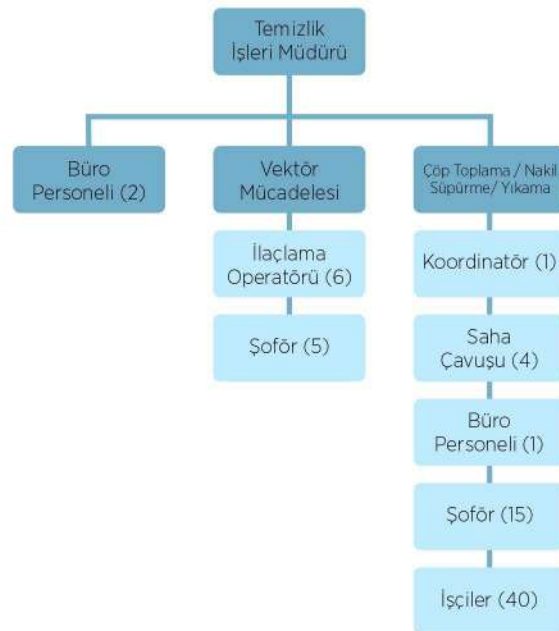 Temizlik
İşleri Müdürü
Büro
Personeli (2)
Vektör
Mücadelesi
İlaçlama
Operatörü (6)
Şoför (5)
Çöp Toplama / Nakil
Süpürme/ Yıkama
Koordinatör (1)
Saha
Çavuşu (4)
Büro
Personeli (1)
Şoför (15)
İşçiler (40)